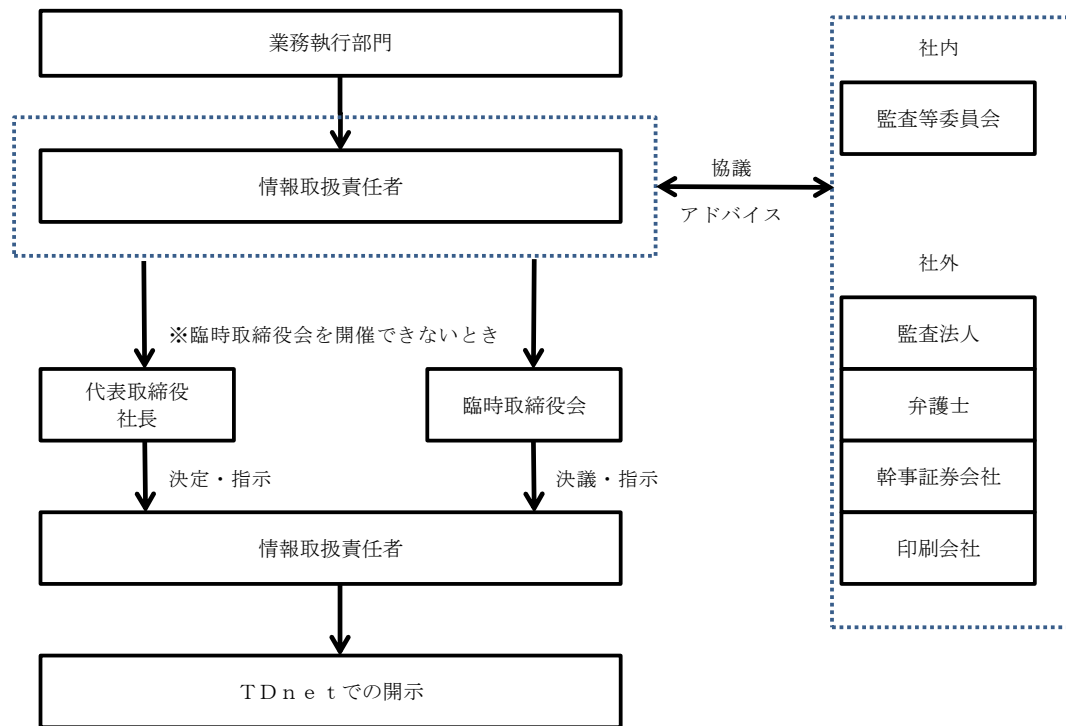 業務執行部門
情報取扱責任者
協議
アドバイス
※臨時取締役会を開催できないとき
代表取締役
社長
臨時取締役会
決定・指示
決議・指示
情報取扱責任者
ＴＤｎｅｔでの開示
社内
監査等委員会
社外
監査法人
弁護士
幹事証券会社
印刷会社